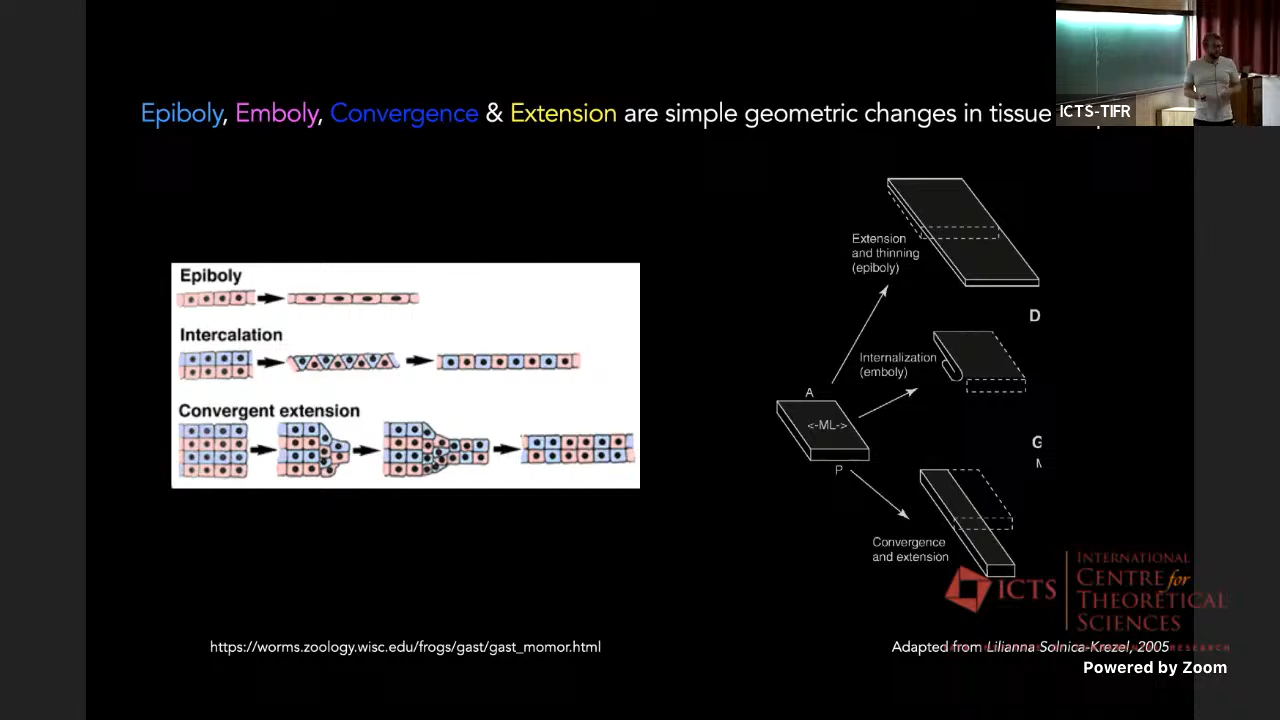 Epiboly, Emboly, Convergence & Extension are simple geometric changes in tissue
ICTS-TIFR
Epiboly
Intercalation
Convergent extension
Extension
and thinning
(epiboly)
D
Internalization
(emboly)
A
<-ML->
P
G
M
Convergence
and extension
ICTS
INTERNATIONAL
CENTRE for
THEORETICAL
SCIENCES
https://worms.zoology.wisc.edu/frogs/gast/gast_momor.html
Adapted from Lilianna Solnica-Krezel, 2005
Powered by Zoom